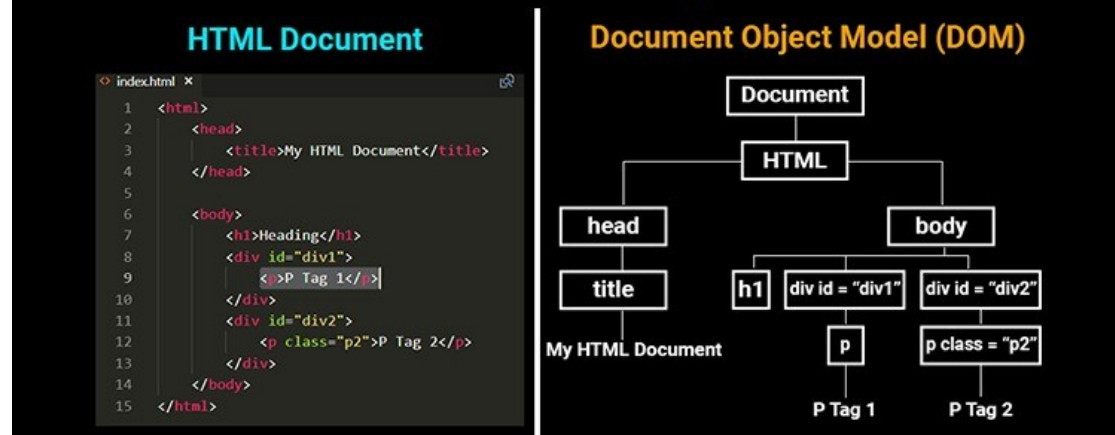 HTML Document
index.html ×
1 <html>
2 <head>
3 <title>My HTML Document</title>
4 </head>
5
6 <body>
7 <h1>Heading</h1>
8 <div id="div1">
9 <p>P Tag 1</p>
10 </div>
11 <div id="div2">
12 <p class="p2">P Tag 2</p>
13 </div>
14 </body>
15 </html>
Document Object Model (DOM)
Document
HTML
head body
title h1 div id = “div1” div id = “div2”
My HTML Document p p class = “p2”
P Tag 1 P Tag 2